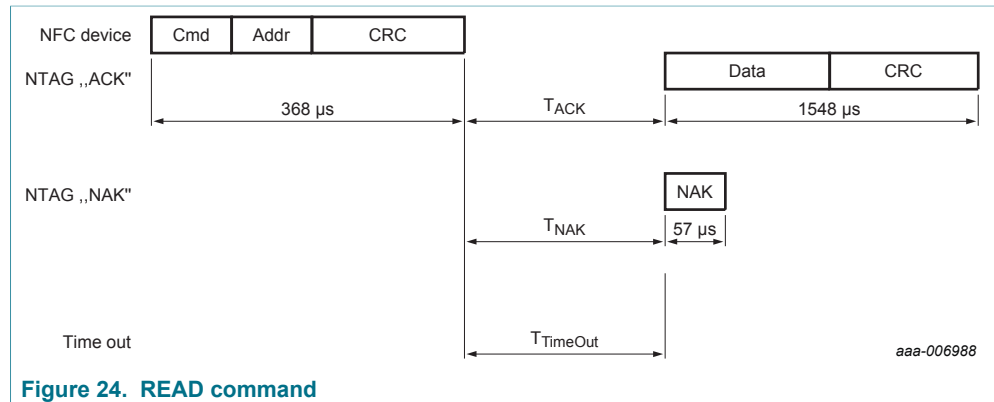 NFC device Cmd Addr CRC
NTAG ,,ACK" Data CRC
368 µs TACK 1548 µs
NTAG ,,NAK" NAK
TNAK 57 µs
Time out TTimeOut
aaa-006988
Figure 24. READ command